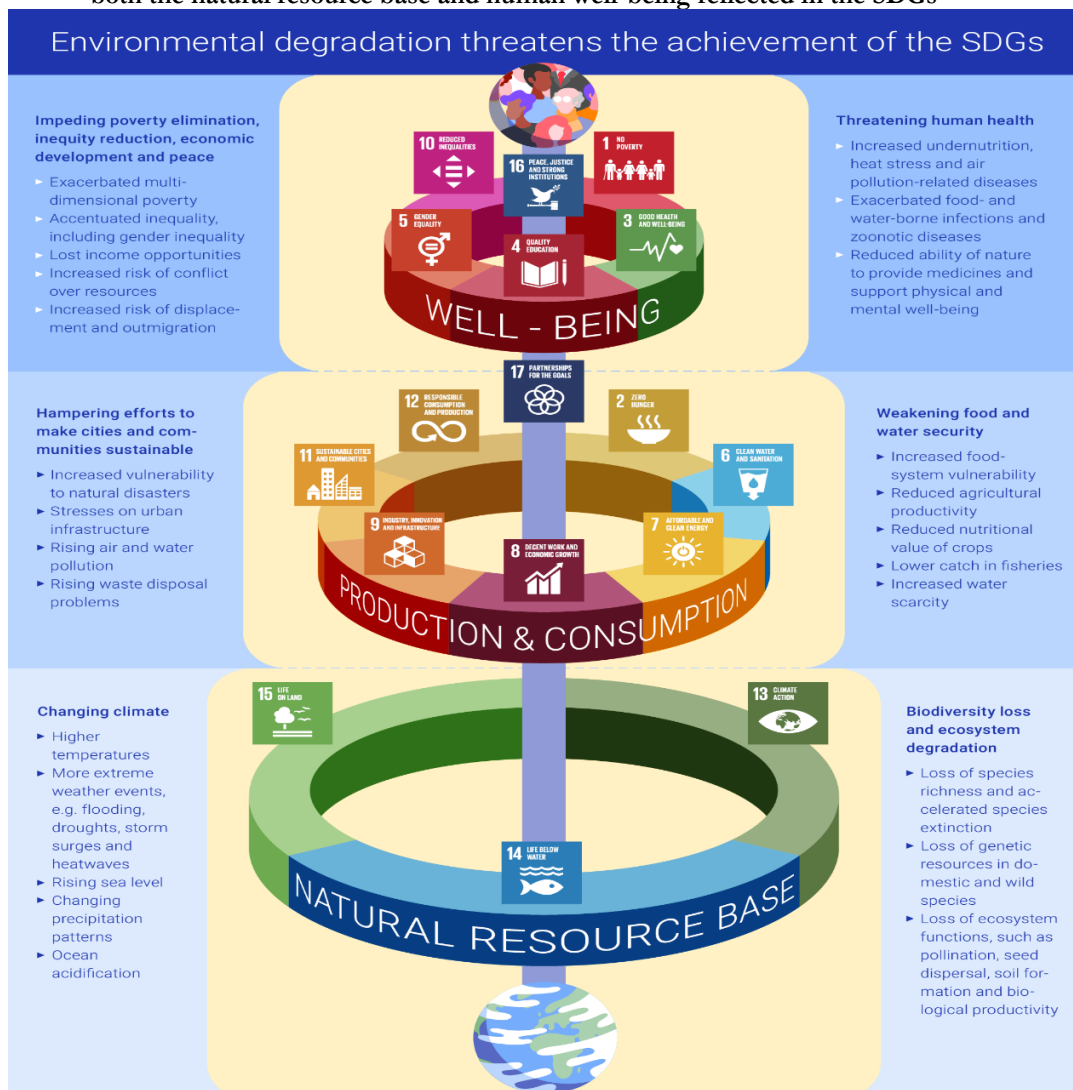 both the natural resource base and human well-being reflected in the SDGs
Environmental degradation threatens the achievement of the SDGs
Impeding poverty elimination,
inequity reduction, economic
development and peace
► Exacerbated multi-
dimensional poverty
► Accentuated inequality,
including gender inequality
► Lost income opportunities
► Increased risk of conflict
over resources
► Increased risk of displace-
ment and outmigration
10 REDUCED
INEQUALITIES
16 PEACE, JUSTICE
AND STRONG
INSTITUTIONS
1 NO
POVERTY
5 GENDER
EQUALITY
4 QUALITY
EDUCATION
3 GOOD HEALTH
AND WELL-BEING
WELL - BEING
Threatening human health
► Increased undernutrition,
heat stress and air
pollution-related diseases
► Exacerbated food- and
water-borne infections and
zoonotic diseases
► Reduced ability of nature
to provide medicines and
support physical and
mental well-being
Hampering efforts to
make cities and com-
munities sustainable
► Increased vulnerability
to natural disasters
► Stresses on urban
infrastructure
► Rising air and water
pollution
► Rising waste disposal
problems
17 PARTNERSHIPS
FOR THE GOALS
12 RESPONSIBLE
CONSUMPTION
AND PRODUCTION
2 ZERO
HUNGER
11 SUSTAINABLE CITIES
AND COMMUNITIES
6 CLEAN WATER
AND SANITATION
9 INDUSTRY, INNOVATION
AND INFRASTRUCTURE
8 DECENT WORK AND
ECONOMIC GROWTH
7 AFFORDABLE AND
CLEAN ENERGY
PRODUCTION & CONSUMPTION
Weakening food and
water security
► Increased food-
system vulnerability
► Reduced agricultural
productivity
► Reduced nutritional
value of crops
► Lower catch in fisheries
► Increased water
scarcity
Changing climate
► Higher
temperatures
► More extreme
weather events,
e.g. flooding,
droughts, storm
surges and
heatwaves
► Rising sea level
► Changing
precipitation
patterns
► Ocean
acidification
15 LIFE
ON LAND
13 CLIMATE
ACTION
14 LIFE BELOW
WATER
NATURAL RESOURCE BASE
Biodiversity loss
and ecosystem
degradation
► Loss of species
richness and ac-
celerated species
extinction
► Loss of genetic
resources in do-
mestic and wild
species
► Loss of ecosystem
functions, such as
pollination, seed
dispersal, soil for-
mation and bio-
logical productivity